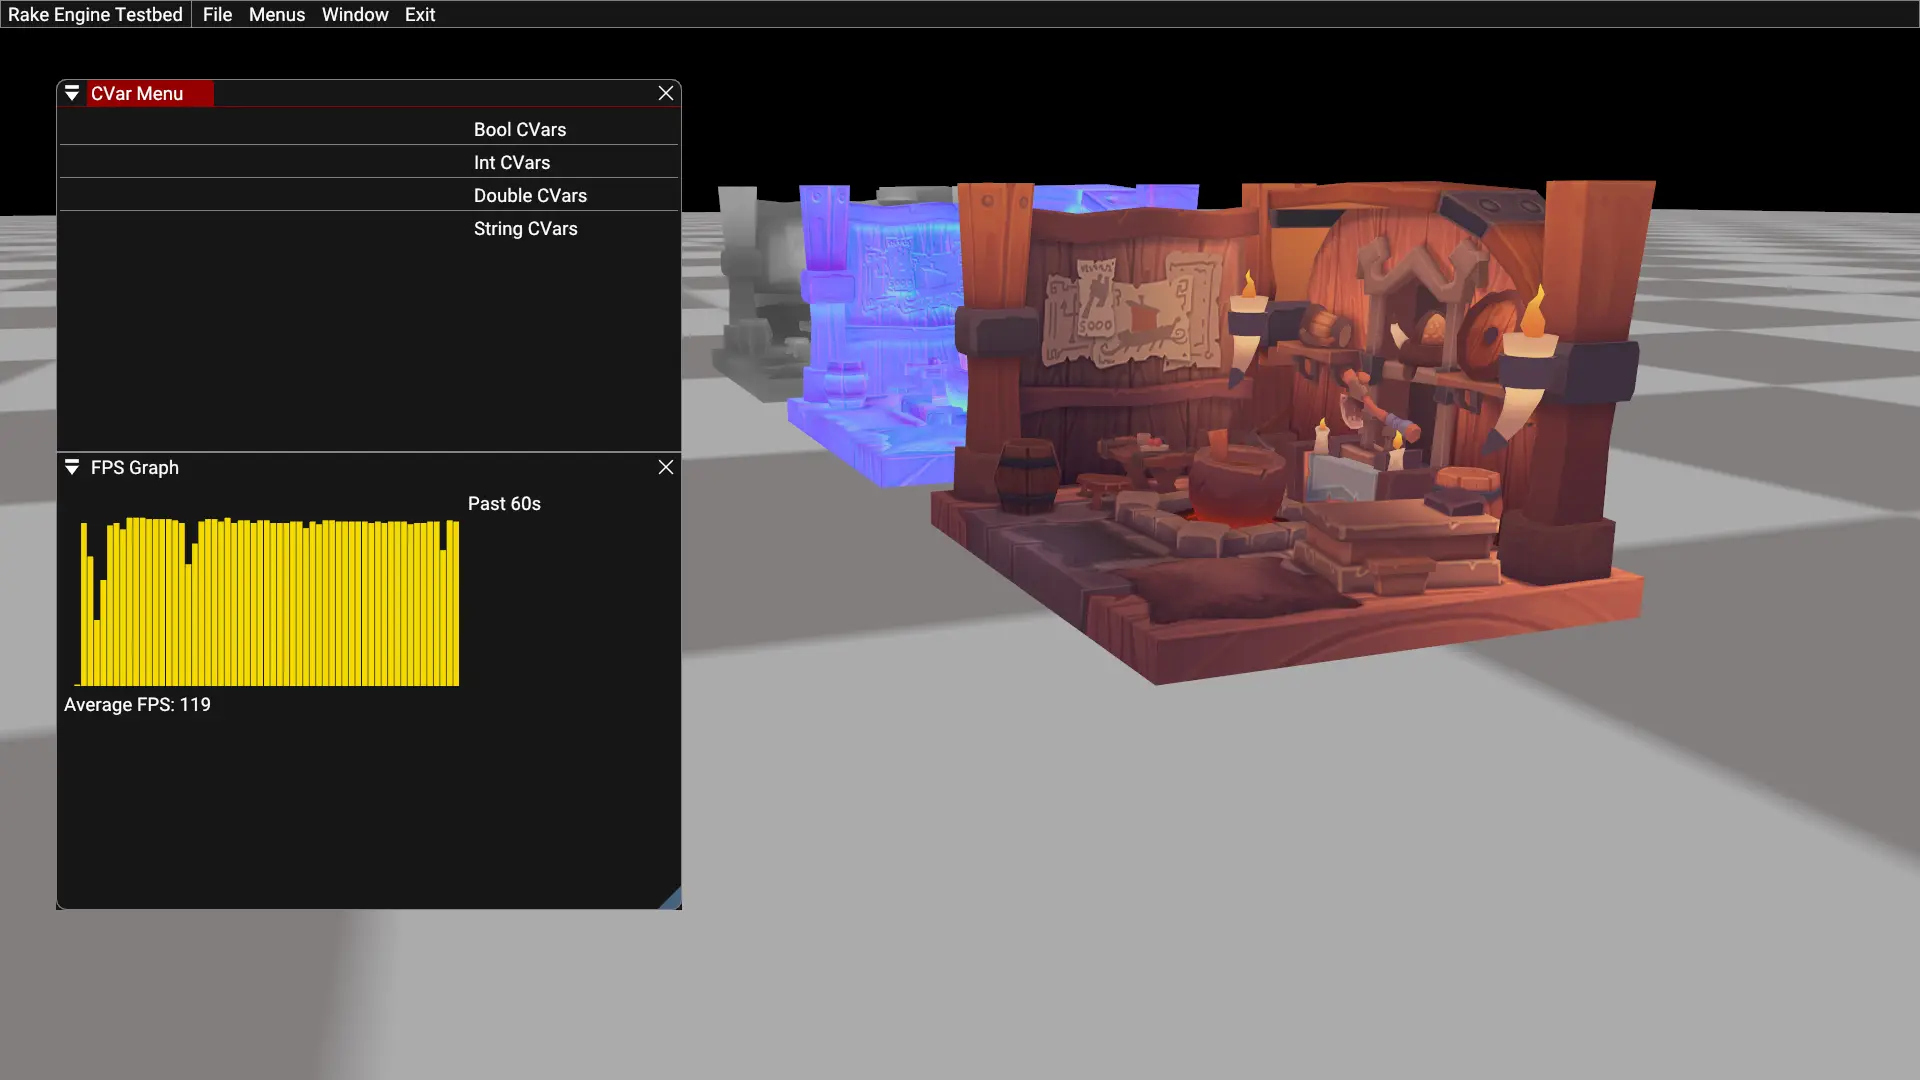 Rake Engine Testbed File Menus Window Exit
CVar Menu
Bool CVars
Int CVars
Double CVars
String CVars
FPS Graph
Past 60s
Average FPS: 119
5000